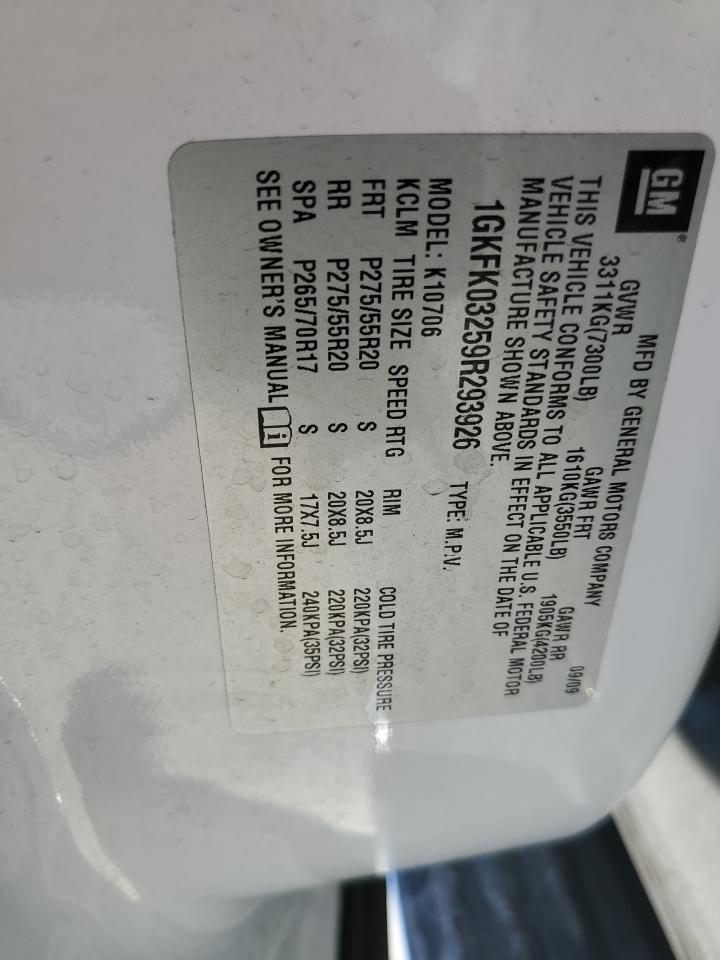 GM®
MFD BY GENERAL MOTORS COMPANY 09/09
GVWR GAWR FRT GAWR RR
3311KG(7300LB) 1610KG(3550LB) 1905KG(4200LB)
THIS VEHICLE CONFORMS TO ALL APPLICABLE U.S. FEDERAL MOTOR
VEHICLE SAFETY STANDARDS IN EFFECT ON THE DATE OF
MANUFACTURE SHOWN ABOVE.
1GKFK03259R293926 TYPE: M.P.V.
MODEL: K10706
KCLM TIRE SIZE SPEED RTG RIM COLD TIRE PRESSURE
FRT P275/55R20 S 20X8.5J 220KPA(32PSI)
RR P275/55R20 S 20X8.5J 220KPA(32PSI)
SPA P265/70R17 S 17X7.5J 240KPA(35PSI)
SEE OWNER'S MANUAL i FOR MORE INFORMATION.